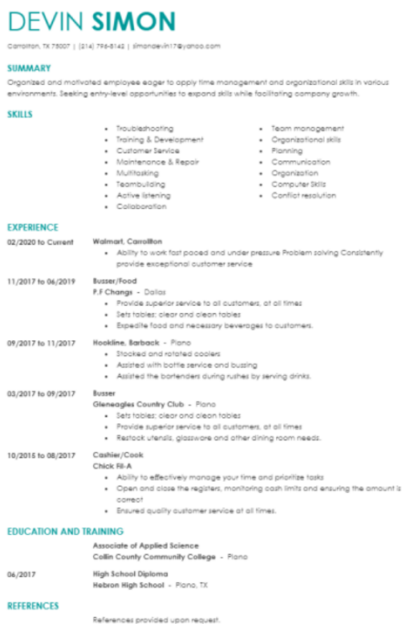 DEVIN SIMON
Carrollton, TX 75007 | (214) 796-5142 | simondevin17@yahoo.com
SUMMARY
Organized and motivated employee eager to apply time management and organizational skills in various
environments. Seeking entry-level opportunities to expand skills while facilitating company growth.
SKILLS
• Troubleshooting
• Training & Development
• Customer Service
• Maintenance & Repair
• Multitasking
• Teambuilding
• Active listening
• Collaboration
• Team management
• Organizational skills
• Planning
• Communication
• Organization
• Computer Skills
• Conflict resolution
EXPERIENCE
02/2020 to Current Walmart, Carrollton
• Ability to work fast paced and under pressure Problem solving Consistently
provide exceptional customer service
11/2017 to 06/2019 Busser/Food
P.F Changs - Dallas
• Provide superior service to all customers, at all times
• Sets tables; clear and clean tables
• Expedite food and necessary beverages to customers.
09/2017 to 11/2017 Hookline, Barback - Plano
• Stocked and rotated coolers
• Assisted with bottle service and bussing
• Assisted the bartenders during rushes by serving drinks.
03/2017 to 09/2017 Busser
Gleneagles Country Club - Plano
• Sets tables; clear and clean tables
• Provide superior service to all customers, at all times
• Restock utensils, glassware and other dining room needs.
10/2015 to 08/2017 Cashier/Cook
Chick Fil-A
• Ability to effectively manage your time and prioritize tasks
• Open and close the registers, monitoring cash limits and ensuring the amount is
correct
• Ensured quality customer service at all times.
EDUCATION AND TRAINING
Associate of Applied Science
Collin County Community College - Plano
06/2017 High School Diploma
Hebron High School - Plano, TX
REFERENCES
References provided upon request.